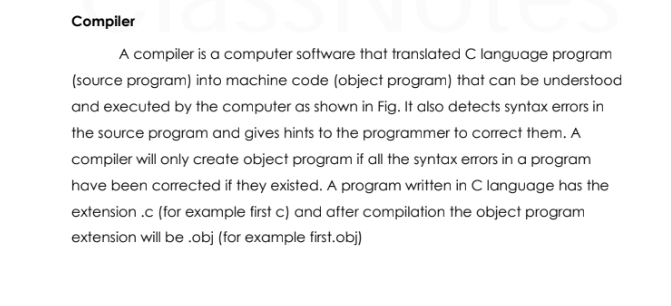 ClassNotes
Compiler
A compiler is a computer software that translated C language program
(source program) into machine code (object program) that can be understood
and executed by the computer as shown in Fig. It also detects syntax errors in
the source program and gives hints to the programmer to correct them. A
compiler will only create object program if all the syntax errors in a program
have been corrected if they existed. A program written in C language has the
extension .c (for example first c) and after compilation the object program
extension will be .obj (for example first.obj)